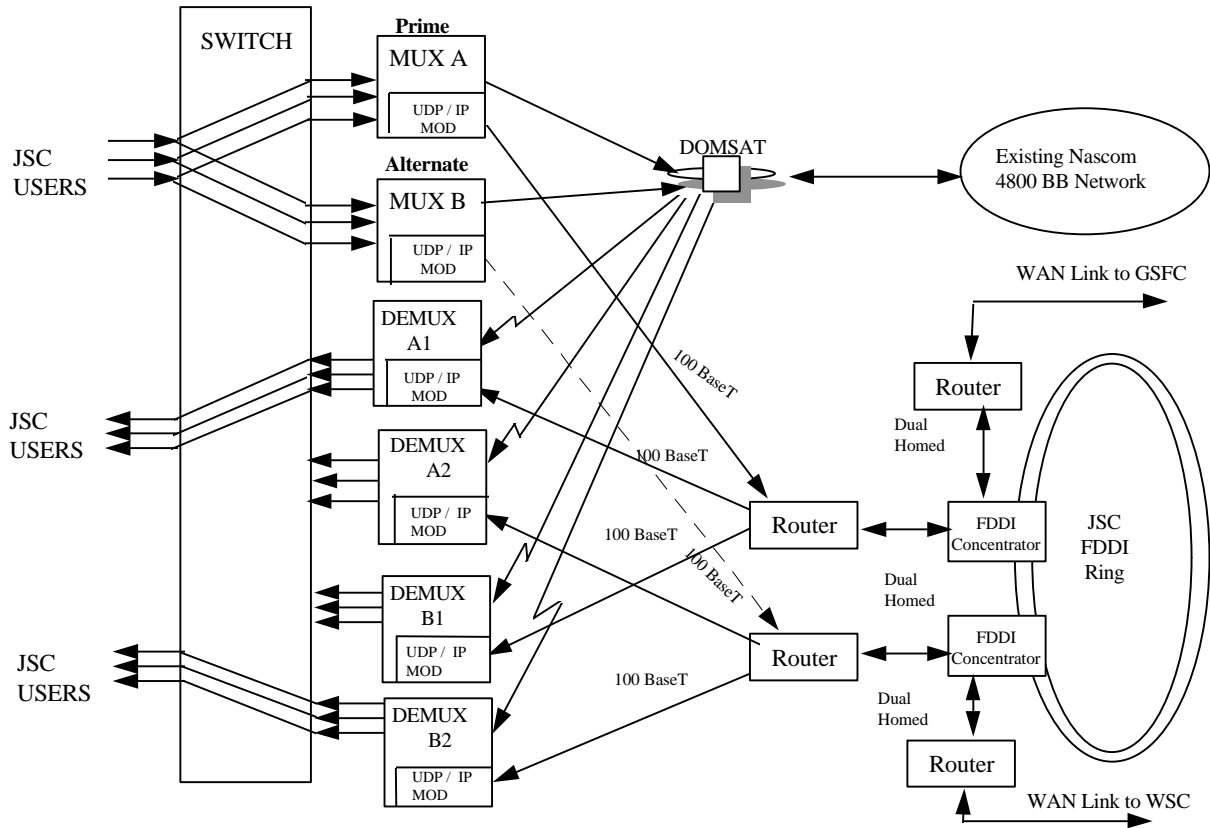 Prime
SWITCH
MUX A
UDP / IP
MOD
JSC
USERS
Alternate
MUX B
UDP / IP
MOD
DOMSAT
Existing Nascom
4800 BB Network
WAN Link to GSFC
DEMUX
A1
UDP / IP
MOD
100 BaseT
Router
Dual
Homed
JSC
USERS
DEMUX
A2
UDP / IP
MOD
100 BaseT
Router
FDDI
Concentrator
JSC
FDDI
Ring
100 BaseT
100 BaseT
Dual
Homed
DEMUX
B1
UDP / IP
MOD
Router
FDDI
Concentrator
JSC
USERS
DEMUX
B2
UDP / IP
MOD
100 BaseT
Dual
Homed
Router
WAN Link to WSC